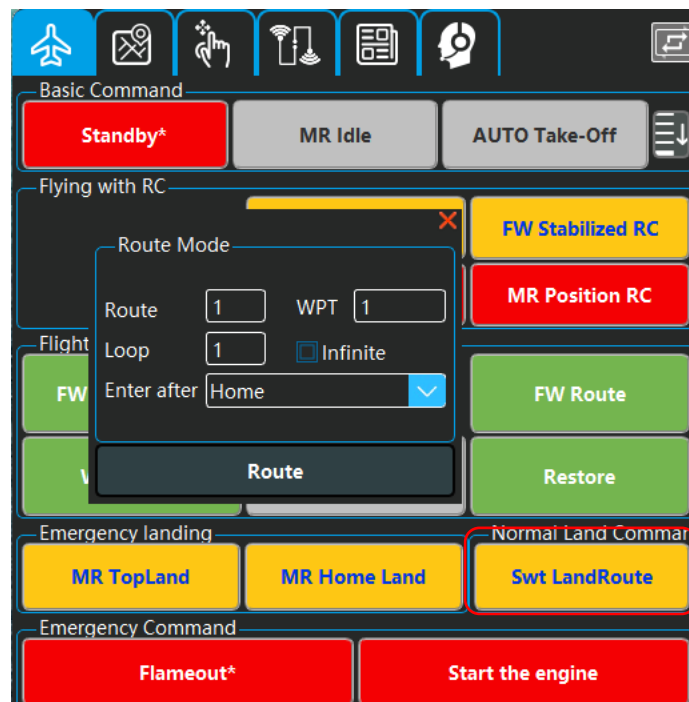 Basic Command
Standby*
MR Idle
AUTO Take-Off
Flying with RC
FW Stabilized RC
MR Position RC
Route Mode
Route 1 WPT 1
Loop 1 Infinite
Enter after Home
Route
Flight
FW
FW Route
Restore
Emergency landing
MR TopLand
MR Home Land
Normal Land
Swt LandRoute
Emergency Command
Flameout*
Start the engine